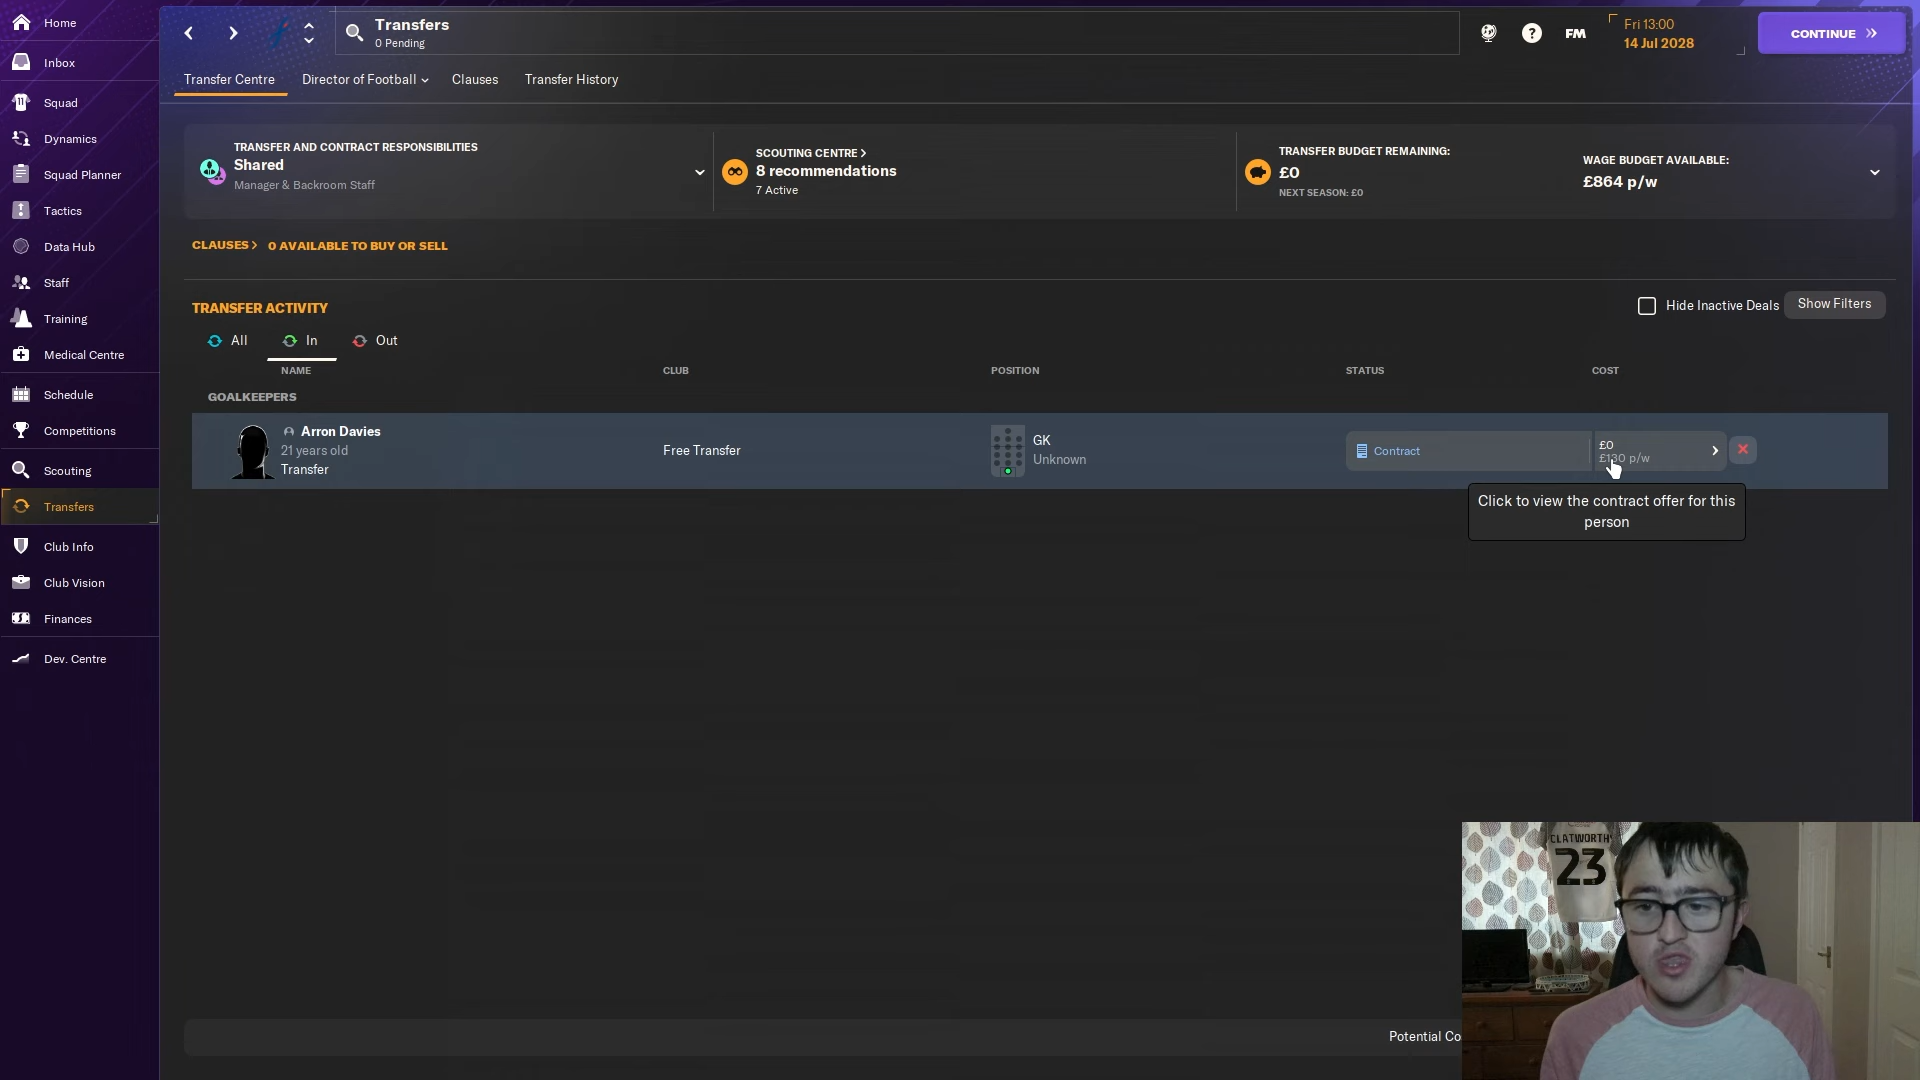 Home
Inbox
Squad
Dynamics
Squad Planner
Tactics
Data Hub
Staff
Training
Medical Centre
Schedule
Competitions
Scouting
Transfers
Club Info
Club Vision
Finances
Dev. Centre
Transfers
0 Pending
?
FM
Fri 13:00
14 Jul 2028
CONTINUE
Transfer Centre
Director of Football
Clauses
Transfer History
TRANSFER AND CONTRACT RESPONSIBILITIES
Shared
Manager & Backroom Staff
SCOUTING CENTRE >
8 recommendations
7 Active
TRANSFER BUDGET REMAINING:
£0
NEXT SEASON: £0
WAGE BUDGET AVAILABLE:
£864 p/w
CLAUSES > 0 AVAILABLE TO BUY OR SELL
TRANSFER ACTIVITY
Hide Inactive Deals
Show Filters
All
In
Out
NAME
CLUB
POSITION
STATUS
COST
GOALKEEPERS
Arron Davies
21 years old
Transfer
Free Transfer
GK
Unknown
Contract
£0
£130 p/w
Click to view the contract offer for this
person
Potential Co
CLATWORTHY
23